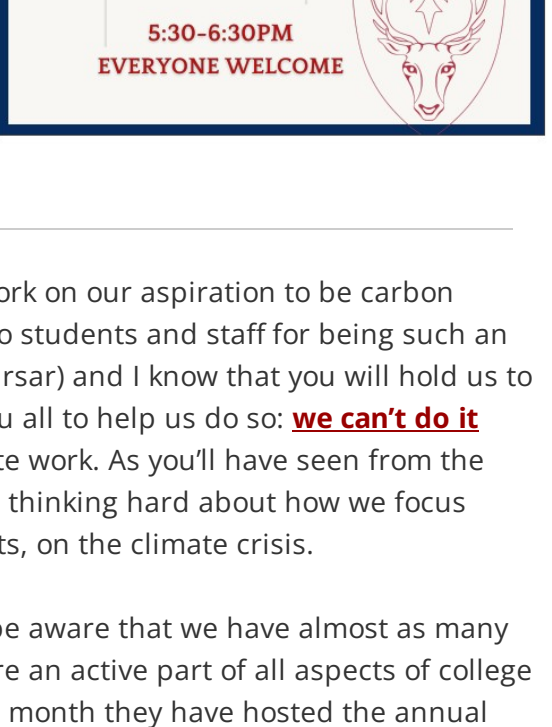 5:30-6:30PM
EVERYONE WELCOME
ork on our aspiration to be carbon
o students and staff for being such an
rsar) and I know that you will hold us to
u all to help us do so: we can't do it
te work. As you'll have seen from the
thinking hard about how we focus
ts, on the climate crisis.
be aware that we have almost as many
re an active part of all aspects of college
month they have hosted the annual